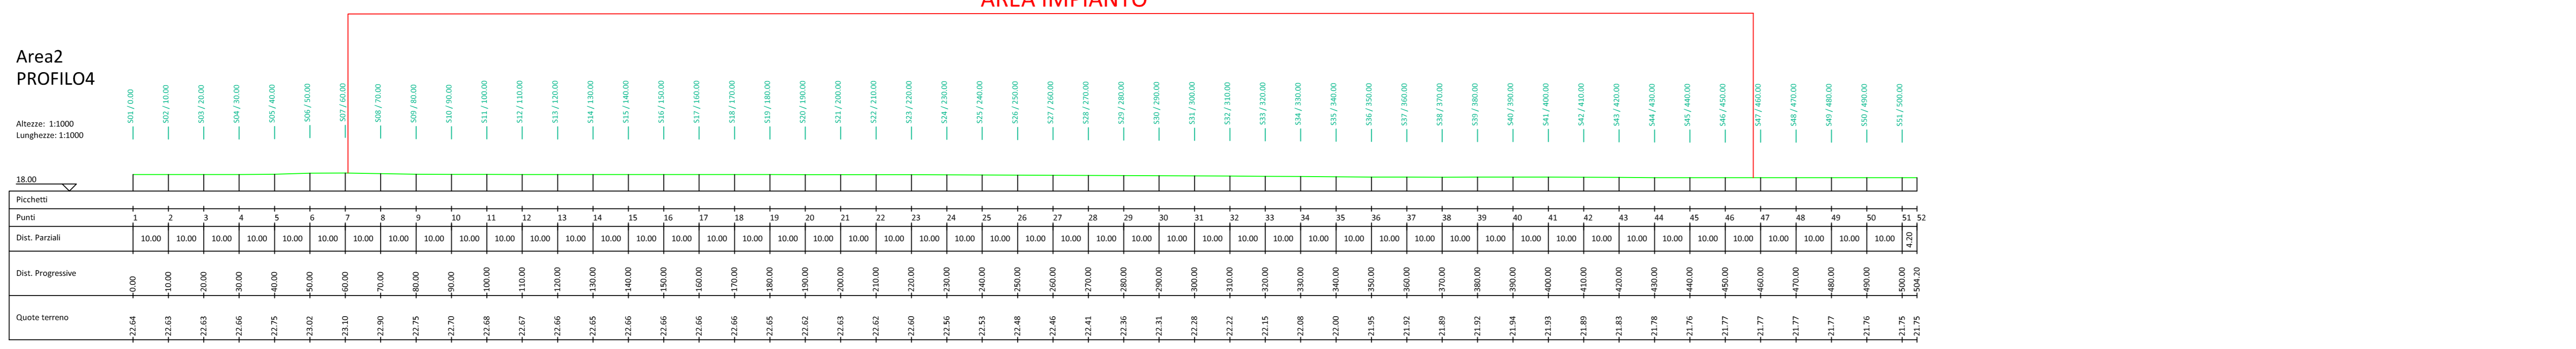 AREA IMPIANTO
Area2
PROFILO4
S01 / 0.00 S02 / 10.00 S03 / 20.00 S04 / 30.00 S05 / 40.00 S06 / 50.00 S07 / 60.00 S08 / 70.00 S09 / 80.00 S10 / 90.00 S11 / 100.00 S12 / 110.00 S13 / 120.00 S14 / 130.00 S15 / 140.00 S16 / 150.00 S17 / 160.00 S18 / 170.00 S19 / 180.00 S20 / 190.00 S21 / 200.00 S22 / 210.00 S23 / 220.00 S24 / 230.00 S25 / 240.00 S26 / 250.00 S27 / 260.00 S28 / 270.00 S29 / 280.00 S30 / 290.00 S31 / 300.00 S32 / 310.00 S33 / 320.00 S34 / 330.00 S35 / 340.00 S36 / 350.00 S37 / 360.00 S38 / 370.00 S39 / 380.00 S40 / 390.00 S41 / 400.00 S42 / 410.00 S43 / 420.00 S44 / 430.00 S45 / 440.00 S46 / 450.00 S47 / 460.00 S48 / 470.00 S49 / 480.00 S50 / 490.00 S51 / 500.00
Altezze: 1:1000
Lunghezze: 1:1000
18.00
Picchetti
Punti 1 2 3 4 5 6 7 8 9 10 11 12 13 14 15 16 17 18 19 20 21 22 23 24 25 26 27 28 29 30 31 32 33 34 35 36 37 38 39 40 41 42 43 44 45 46 47 48 49 50 51 52
Dist. Parziali 10.00 10.00 10.00 10.00 10.00 10.00 10.00 10.00 10.00 10.00 10.00 10.00 10.00 10.00 10.00 10.00 10.00 10.00 10.00 10.00 10.00 10.00 10.00 10.00 10.00 10.00 10.00 10.00 10.00 10.00 10.00 10.00 10.00 10.00 10.00 10.00 10.00 10.00 10.00 10.00 10.00 10.00 10.00 10.00 10.00 10.00 10.00 10.00 10.00 10.00 4.20
Dist. Progressive 0.00 10.00 20.00 30.00 40.00 50.00 60.00 70.00 80.00 90.00 100.00 110.00 120.00 130.00 140.00 150.00 160.00 170.00 180.00 190.00 200.00 210.00 220.00 230.00 240.00 250.00 260.00 270.00 280.00 290.00 300.00 310.00 320.00 330.00 340.00 350.00 360.00 370.00 380.00 390.00 400.00 410.00 420.00 430.00 440.00 450.00 460.00 470.00 480.00 490.00 500.00 504.20
Quote terreno 22.64 22.63 22.63 22.66 22.75 23.02 23.10 22.90 22.75 22.70 22.68 22.67 22.66 22.65 22.66 22.66 22.66 22.66 22.65 22.62 22.63 22.62 22.60 22.56 22.53 22.48 22.46 22.41 22.36 22.31 22.28 22.22 22.15 22.08 22.00 21.95 21.92 21.89 21.92 21.94 21.93 21.89 21.83 21.78 21.76 21.77 21.77 21.77 21.77 21.76 21.75 21.75